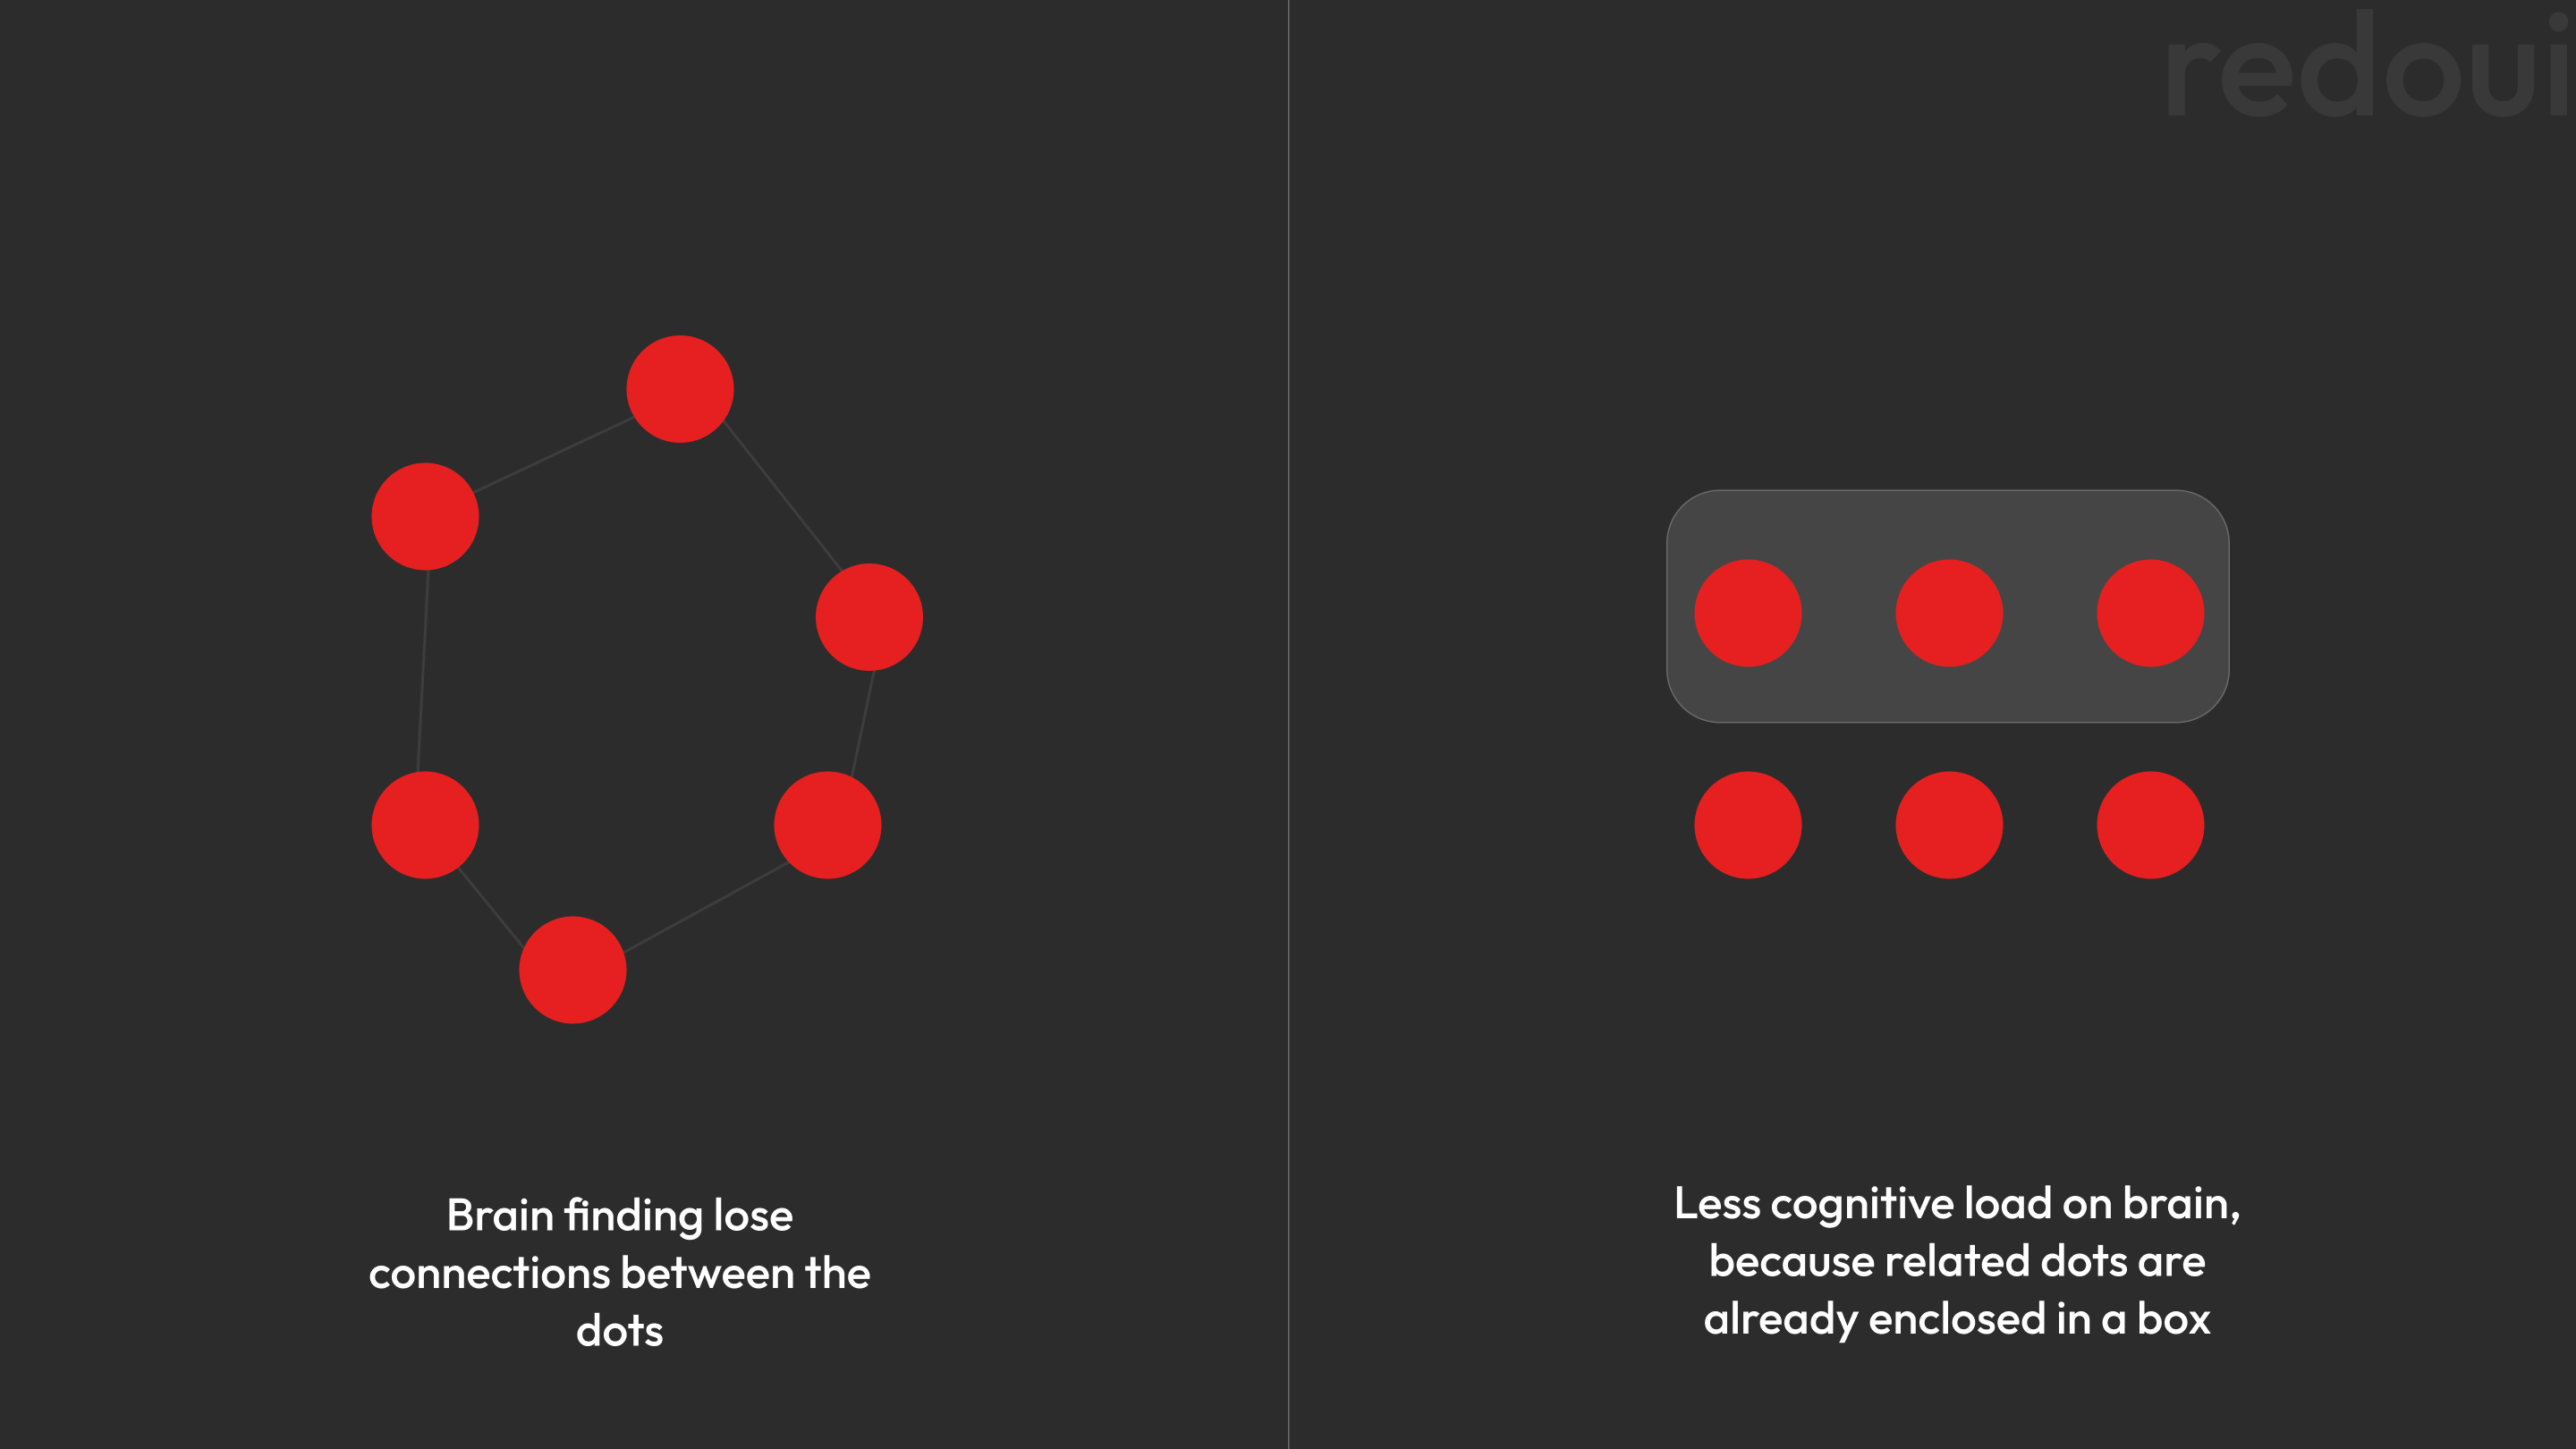 redoui
Brain finding lose
connections between the
dots
Less cognitive load on brain,
because related dots are
already enclosed in a box